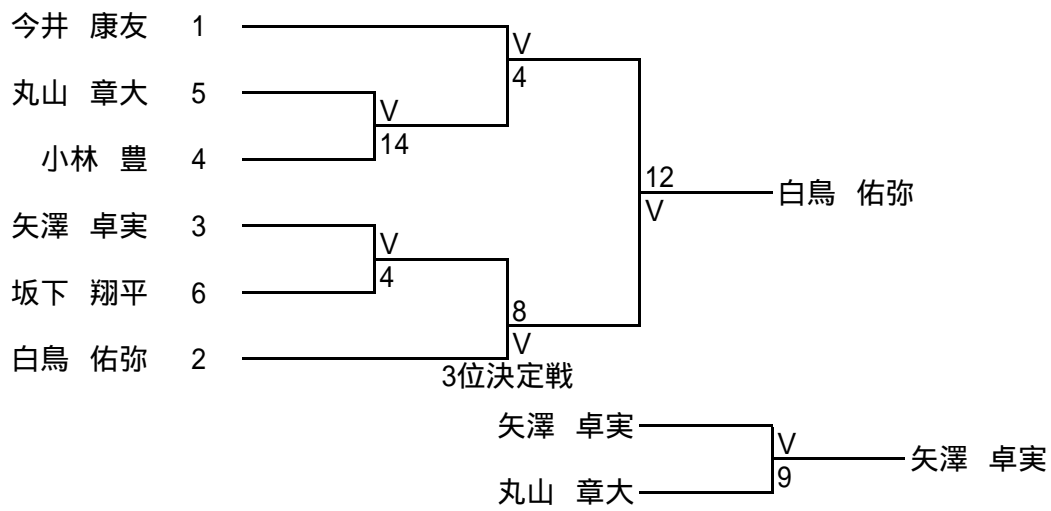 今井 康友 1
V
4
丸山 章大 5
V
14
小林 豊 4
12
V
白鳥 佑弥
矢澤 卓実 3
V
4
坂下 翔平 6
8
V
白鳥 佑弥 2
3位決定戦
矢澤 卓実
V
9
矢澤 卓実
丸山 章大